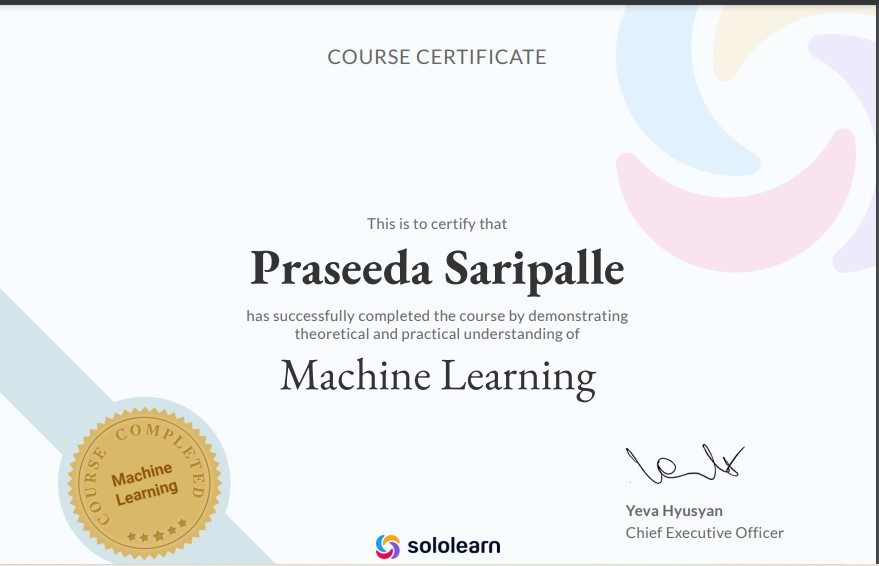 COURSE CERTIFICATE
This is to certify that
Praseeda Saripalle
has successfully completed the course by demonstrating
theoretical and practical understanding of
Machine Learning
COURSE COMPLETED
Machine
Learning
Yeva Hyusyan
Chief Executive Officer
sololearn